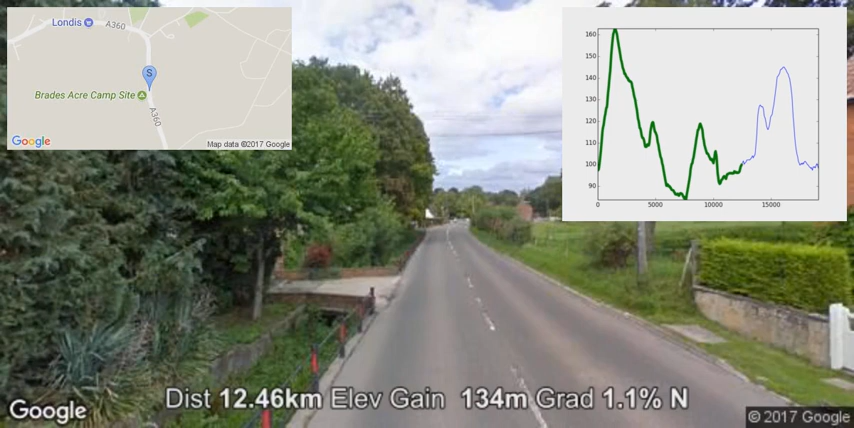 Londis
A360
S
Brades Acre Camp Site
A360
Google
Map data ©2017 Google
160
150
140
130
120
110
100
90
0
5000
10000
15000
Dist 12.46km Elev Gain 134m Grad 1.1% N
Google
© 2017 Google